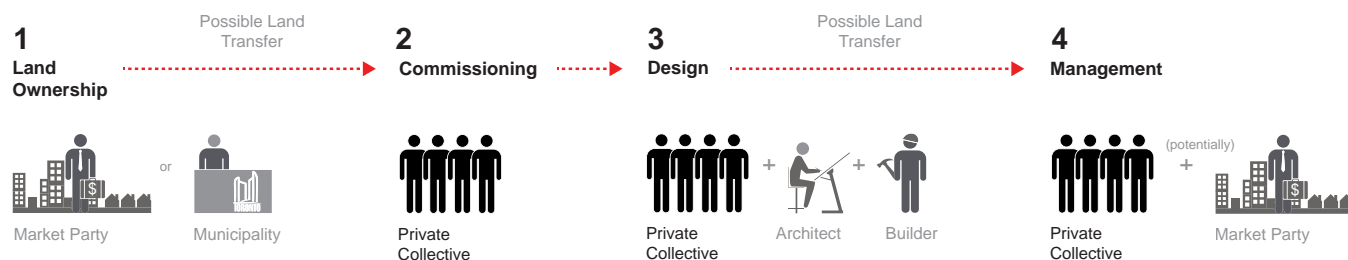 1
Land
Ownership
Possible Land
Transfer
2
Commissioning
3
Design
Possible Land
Transfer
4
Management
$
or
TORONTO
Market Party
Municipality
Private
Collective
+
+
Private
Collective
Architect
Builder
(potentially)
+
$
Private
Collective
Market Party